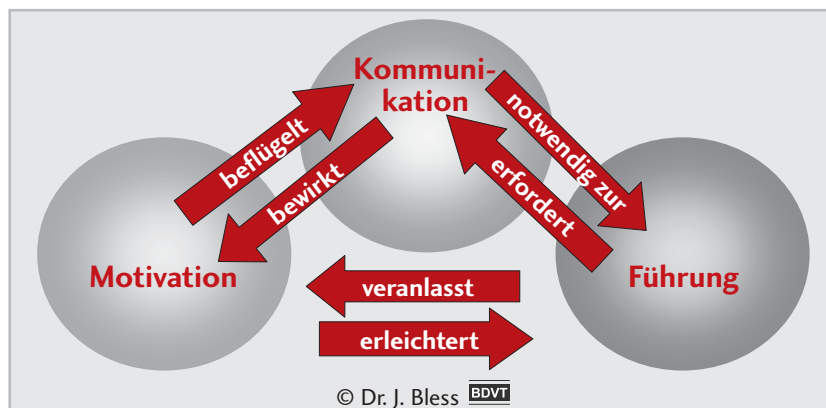 Kommuni-
kation
beflügelt
bewirkt
notwendig zur
erfordert
Motivation
Führung
veranlasst
erleichtert
© Dr. J. Bless BDVT